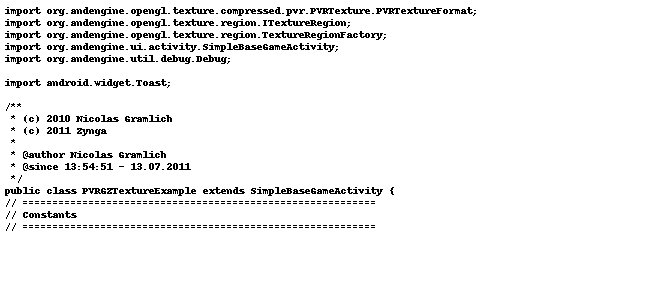 import org.andengine.opengl.texture.compressed.pvr.PVRTexture.PVRTextureFormat;
import org.andengine.opengl.texture.region.ITextureRegion;
import org.andengine.opengl.texture.region.TextureRegionFactory;
import org.andengine.ui.activity.SimpleBaseGameActivity;
import org.andengine.util.debug.Debug;

import android.widget.Toast;

/**
 * (c) 2010 Nicolas Gramlich
 * (c) 2011 Zynga
 *
 * @author Nicolas Gramlich
 * @since 13:54:51 - 13.07.2011
 */
public class PVRGZTextureExample extends SimpleBaseGameActivity {
// ===========================================================
// Constants
// ===========================================================